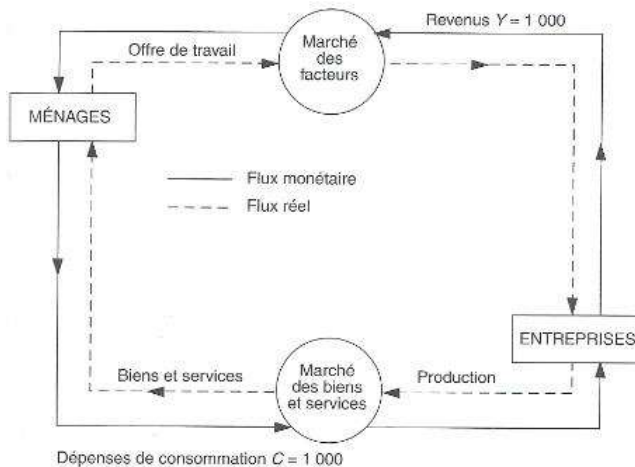 Revenus Y = 1 000
Offre de travail
Marché
des
facteurs
MÉNAGES
Flux monétaire
Flux réel
ENTREPRISES
Biens et services
Marché
des biens
et services
Production
Dépenses de consommation C = 1 000